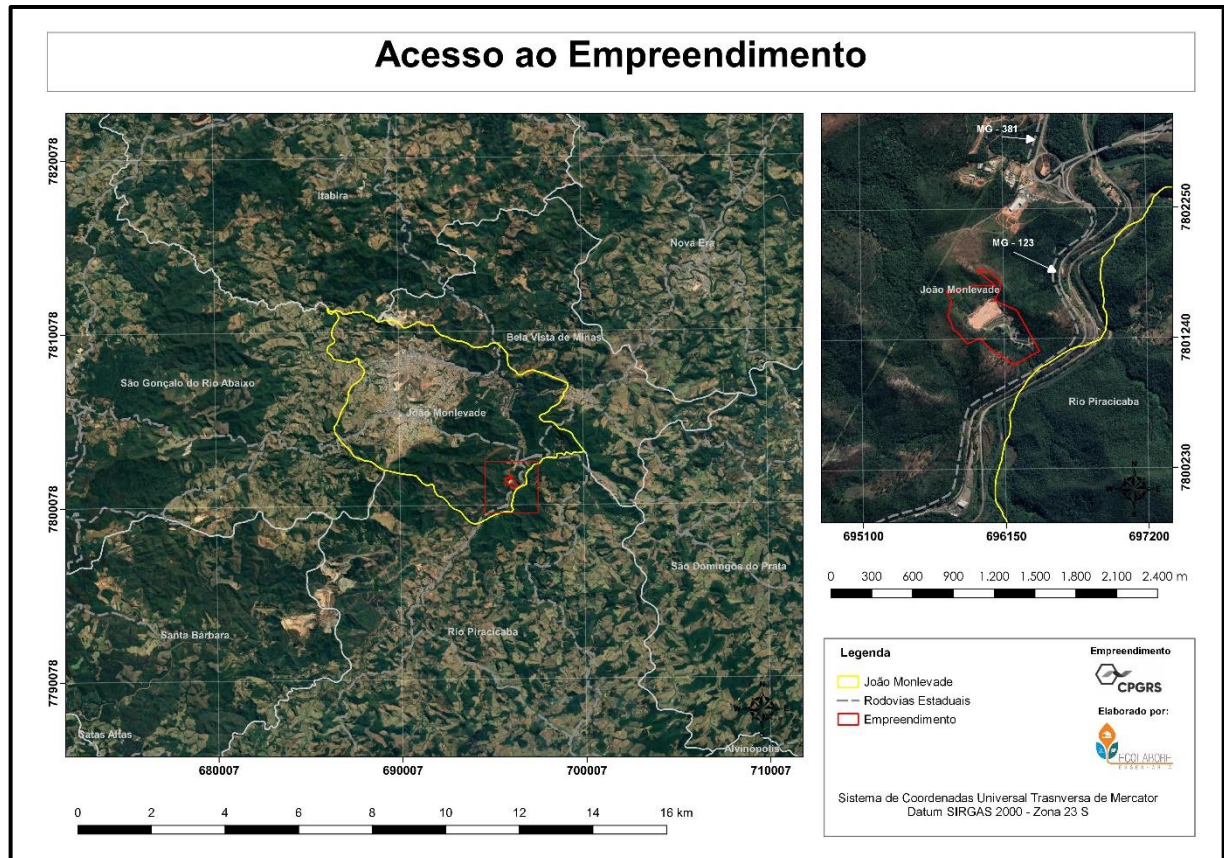 Acesso ao Empreendimento
7820078
7810078
7800078
7790078
Itabira
Nova Era
Bela Vista de Minas
São Gonçalo do Rio Abaixo
João Monlevade
São Domingos do Prata
Santa Bárbara
Rio Piracicaba
Catas Altas
Alvinópolis
680007
690007
700007
710007
0 2 4 6 8 10 12 14 16 km
MG - 381
MG - 123
João Monlevade
Rio Piracicaba
7802250
7801240
7800230
695100
696150
697200
0 300 600 900 1.200 1.500 1.800 2.100 2.400 m
Legenda
João Monlevade
Rodovias Estaduais
Empreendimento
Empreendimento
CPGRS
Elaborado por:
ECOLABORE
ENGENHARIA
Sistema de Coordenadas Universal Trasnversa de Mercator
Datum SIRGAS 2000 - Zona 23 S